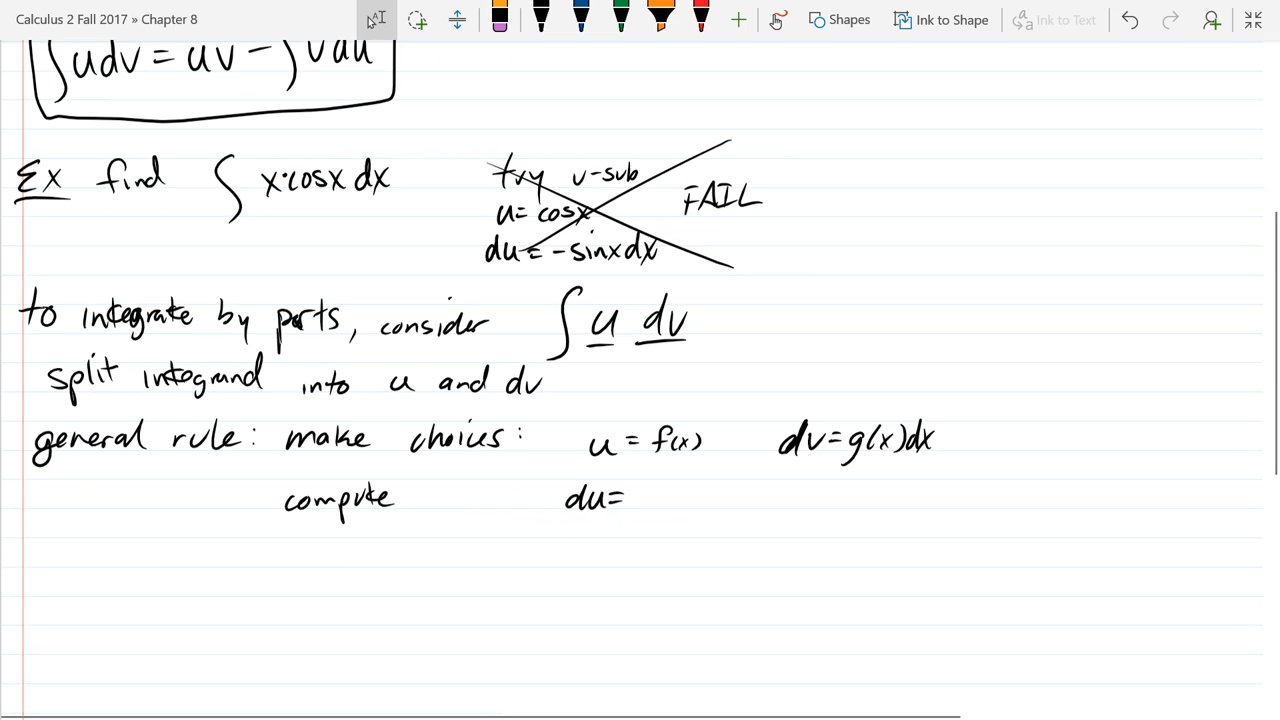 Calculus 2 Fall 2017 » Chapter 8
Shapes
Ink to Shape
Ink to Text
∫udv = uv - ∫vdu
Ex find ∫ x·cosx dx
try u-sub
u = cosx
du = -sinx dx
FAIL
to integrate by parts, consider ∫ u dv
split integrand into u and dv
general rule: make choices: u = f(x) dv = g(x)dx
compute du=